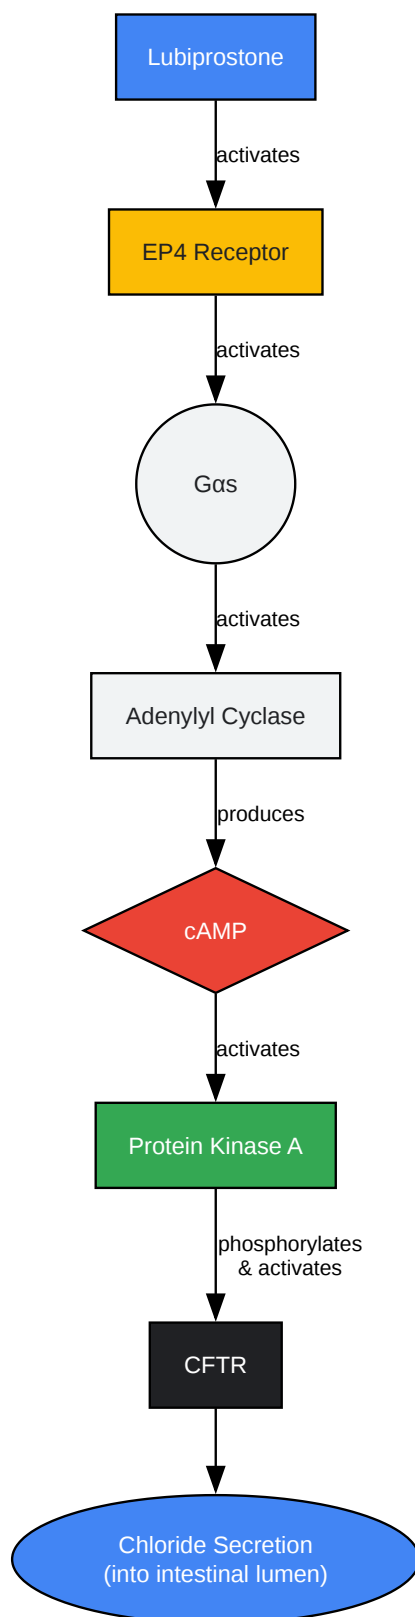 Lubiprostone
activates
EP4 Receptor
activates
Gαs
activates
Adenylyl Cyclase
produces
cAMP
activates
Protein Kinase A
phosphorylates
& activates
CFTR
Chloride Secretion
(into intestinal lumen)